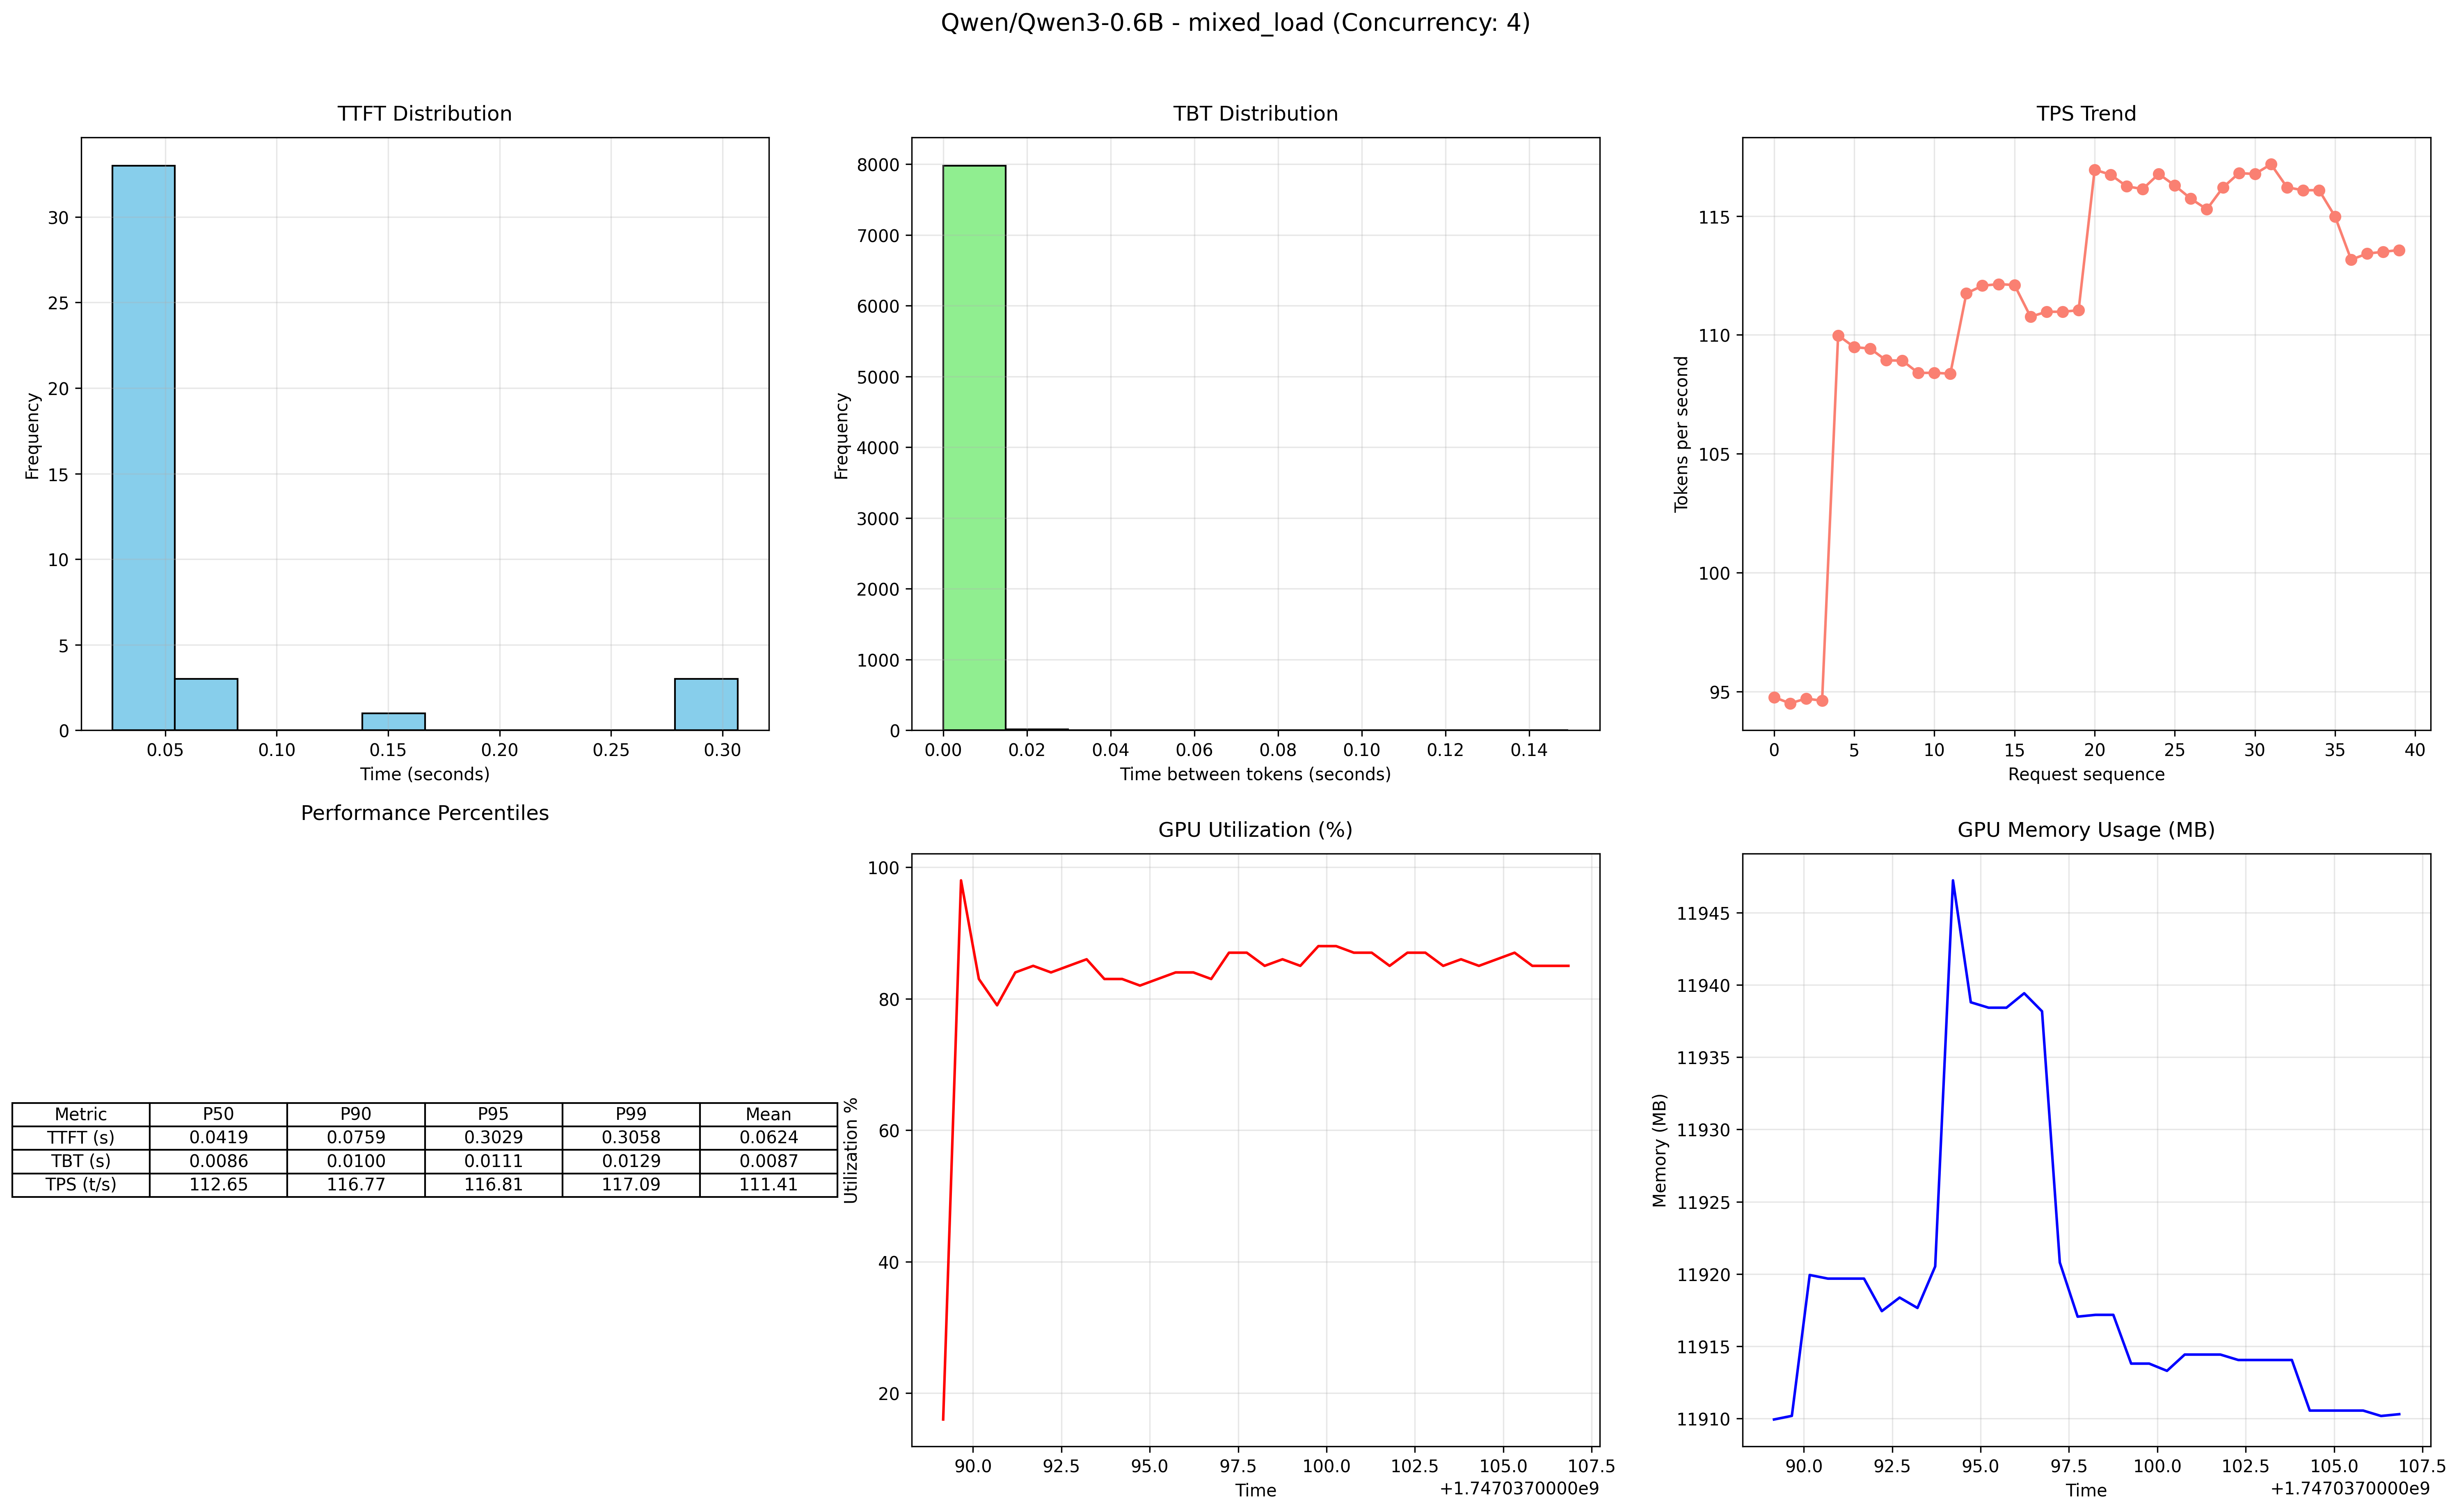 Qwen/Qwen3-0.6B - mixed_load (Concurrency: 4)
TTFT Distribution
Frequency
30
25
20
15
10
5
0
0.05 0.10 0.15 0.20 0.25 0.30
Time (seconds)
TBT Distribution
Frequency
8000
7000
6000
5000
4000
3000
2000
1000
0
0.00 0.02 0.04 0.06 0.08 0.10 0.12 0.14
Time between tokens (seconds)
TPS Trend
Tokens per second
115
110
105
100
95
0 5 10 15 20 25 30 35 40
Request sequence
Performance Percentiles
Metric P50 P90 P95 P99 Mean
TTFT (s) 0.0419 0.0759 0.3029 0.3058 0.0624
TBT (s) 0.0086 0.0100 0.0111 0.0129 0.0087
TPS (t/s) 112.65 116.77 116.81 117.09 111.41
GPU Utilization (%)
Utilization %
100
80
60
40
20
90.0 92.5 95.0 97.5 100.0 102.5 105.0 107.5
Time
+1.7470370000e9
GPU Memory Usage (MB)
Memory (MB)
11945
11940
11935
11930
11925
11920
11915
11910
90.0 92.5 95.0 97.5 100.0 102.5 105.0 107.5
Time
+1.7470370000e9